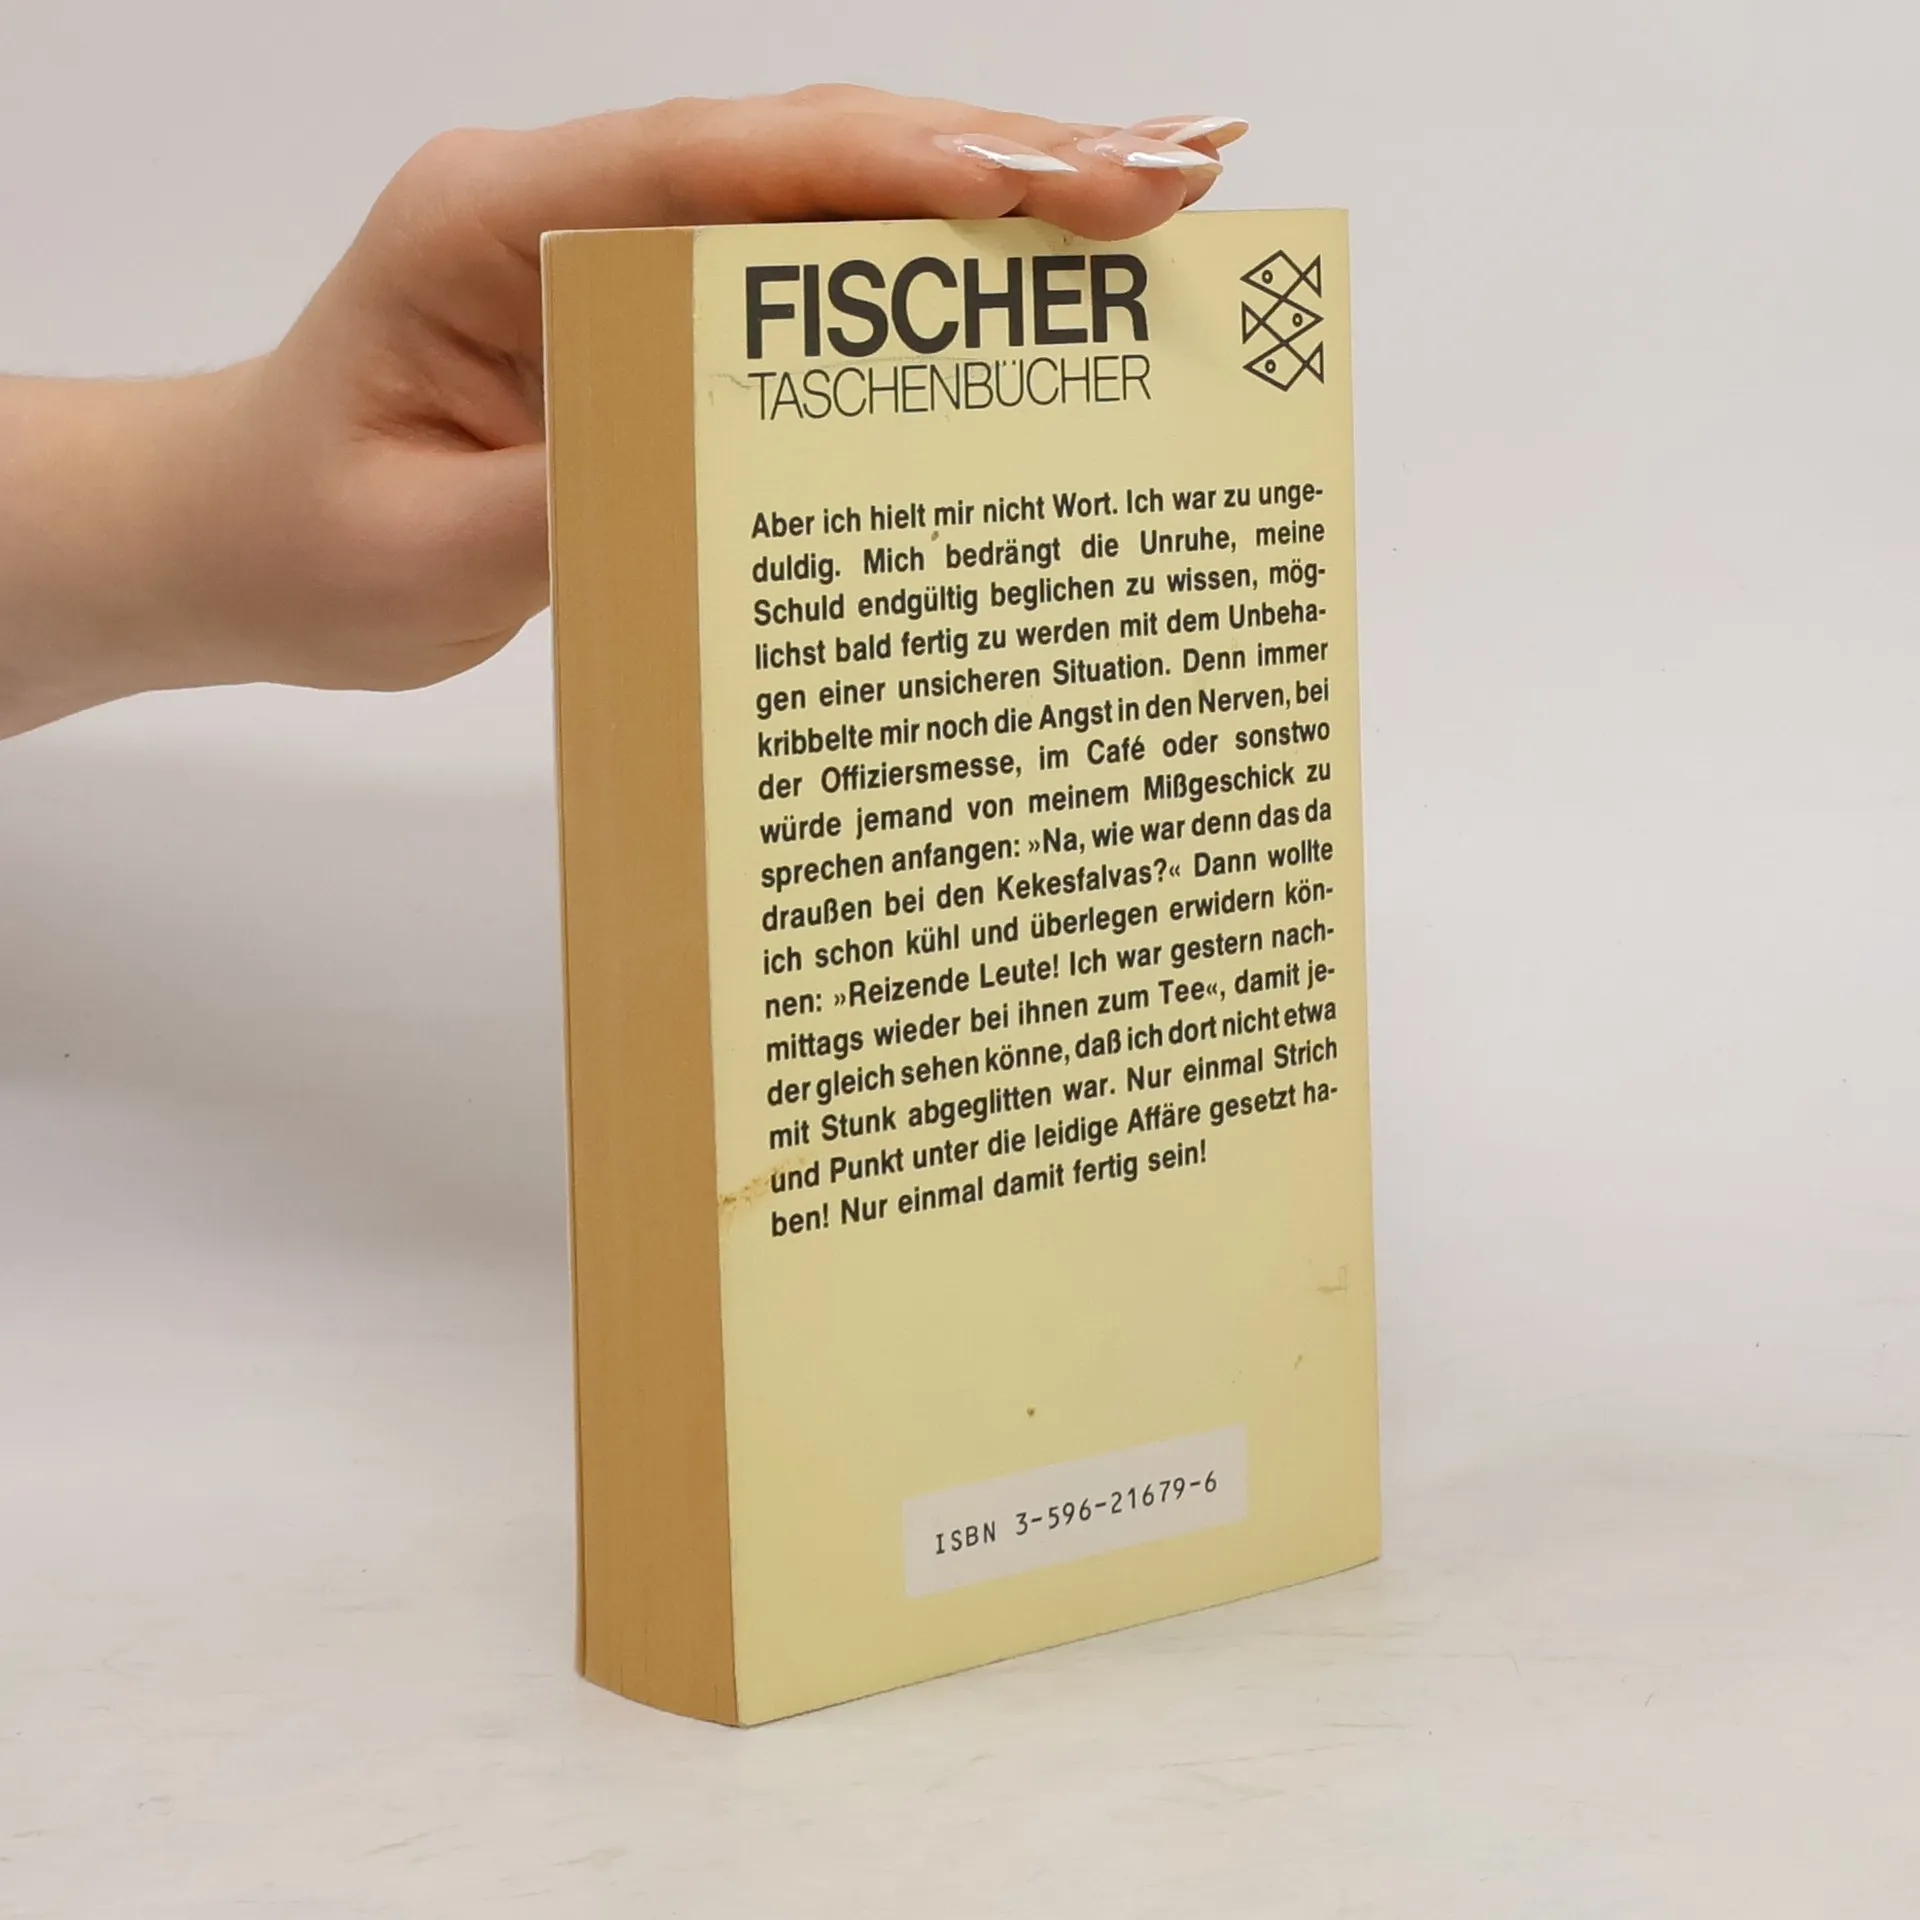 FISCHER
TASCHENBÜCHER
Aber ich hielt mir nicht Wort. Ich war zu unge-
duldig. Mich bedrängt die Unruhe, meine
Schuld endgültig beglichen zu wissen, mög-
lichst bald fertig zu werden mit dem Unbeha-
gen einer unsicheren Situation. Denn immer
kribbelte mir noch die Angst in den Nerven, bei
der Offiziersmesse, im Café oder sonstwo
würde jemand von meinem Mißgeschick zu
sprechen anfangen: »Na, wie war denn das da
draußen bei den Kekesfalvas?« Dann wollte
ich schon kühl und überlegen erwidern kön-
nen: »Reizende Leute! Ich war gestern nach-
mittags wieder bei ihnen zum Tee«, damit je-
der gleich sehen könne, daß ich dort nicht etwa
mit Stunk abgeglitten war. Nur einmal Strich
und Punkt unter die leidige Affäre gesetzt ha-
ben! Nur einmal damit fertig sein!
ISBN 3-596-21679-6